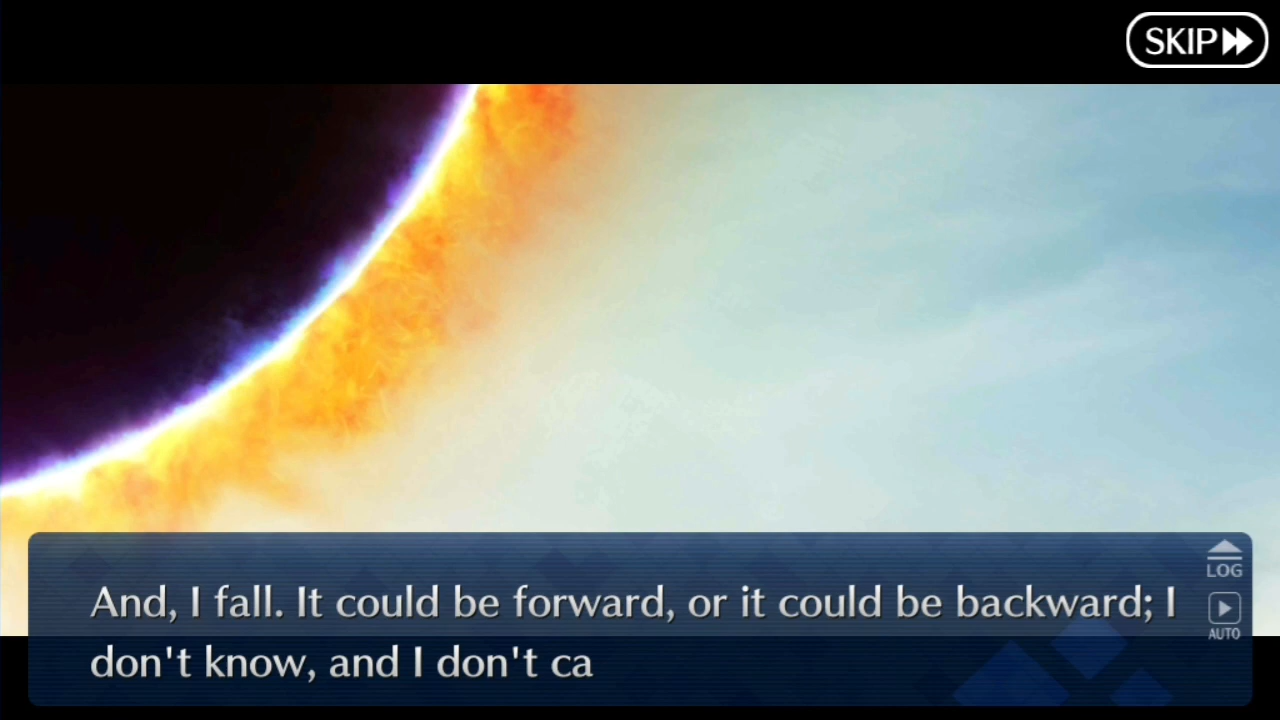 SKIP
And, I fall. It could be forward, or it could be backward; I
don't know, and I don't ca
LOG
AUTO